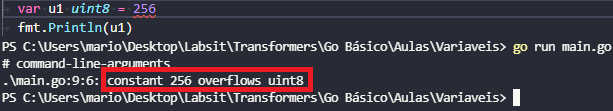 var u1 uint8 = 256
fmt.Println(u1)
PS C:\Users\mario\Desktop\Labsit\Transformers\Go Básico\Aulas\Variaveis> go run main.go
# command-line-arguments
.\main.go:9:6: constant 256 overflows uint8
PS C:\Users\mario\Desktop\Labsit\Transformers\Go Básico\Aulas\Variaveis>